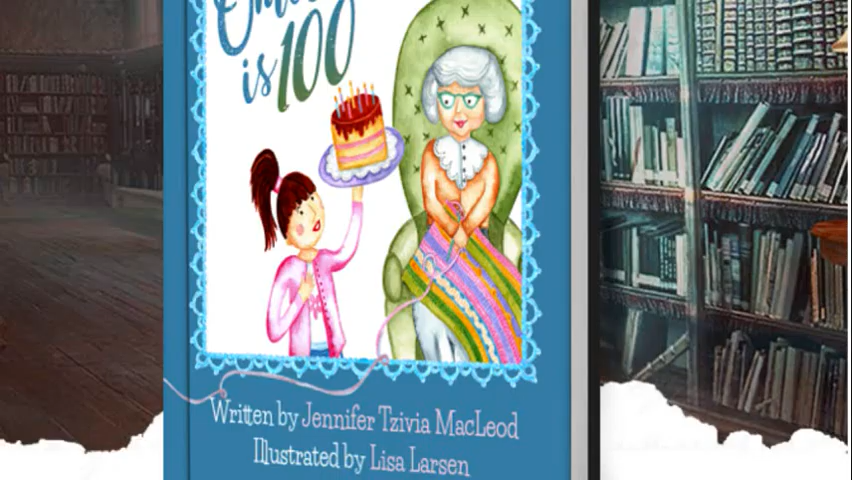 is 100
Written by Jennifer Tzivia MacLeod
Illustrated by Lisa Larsen